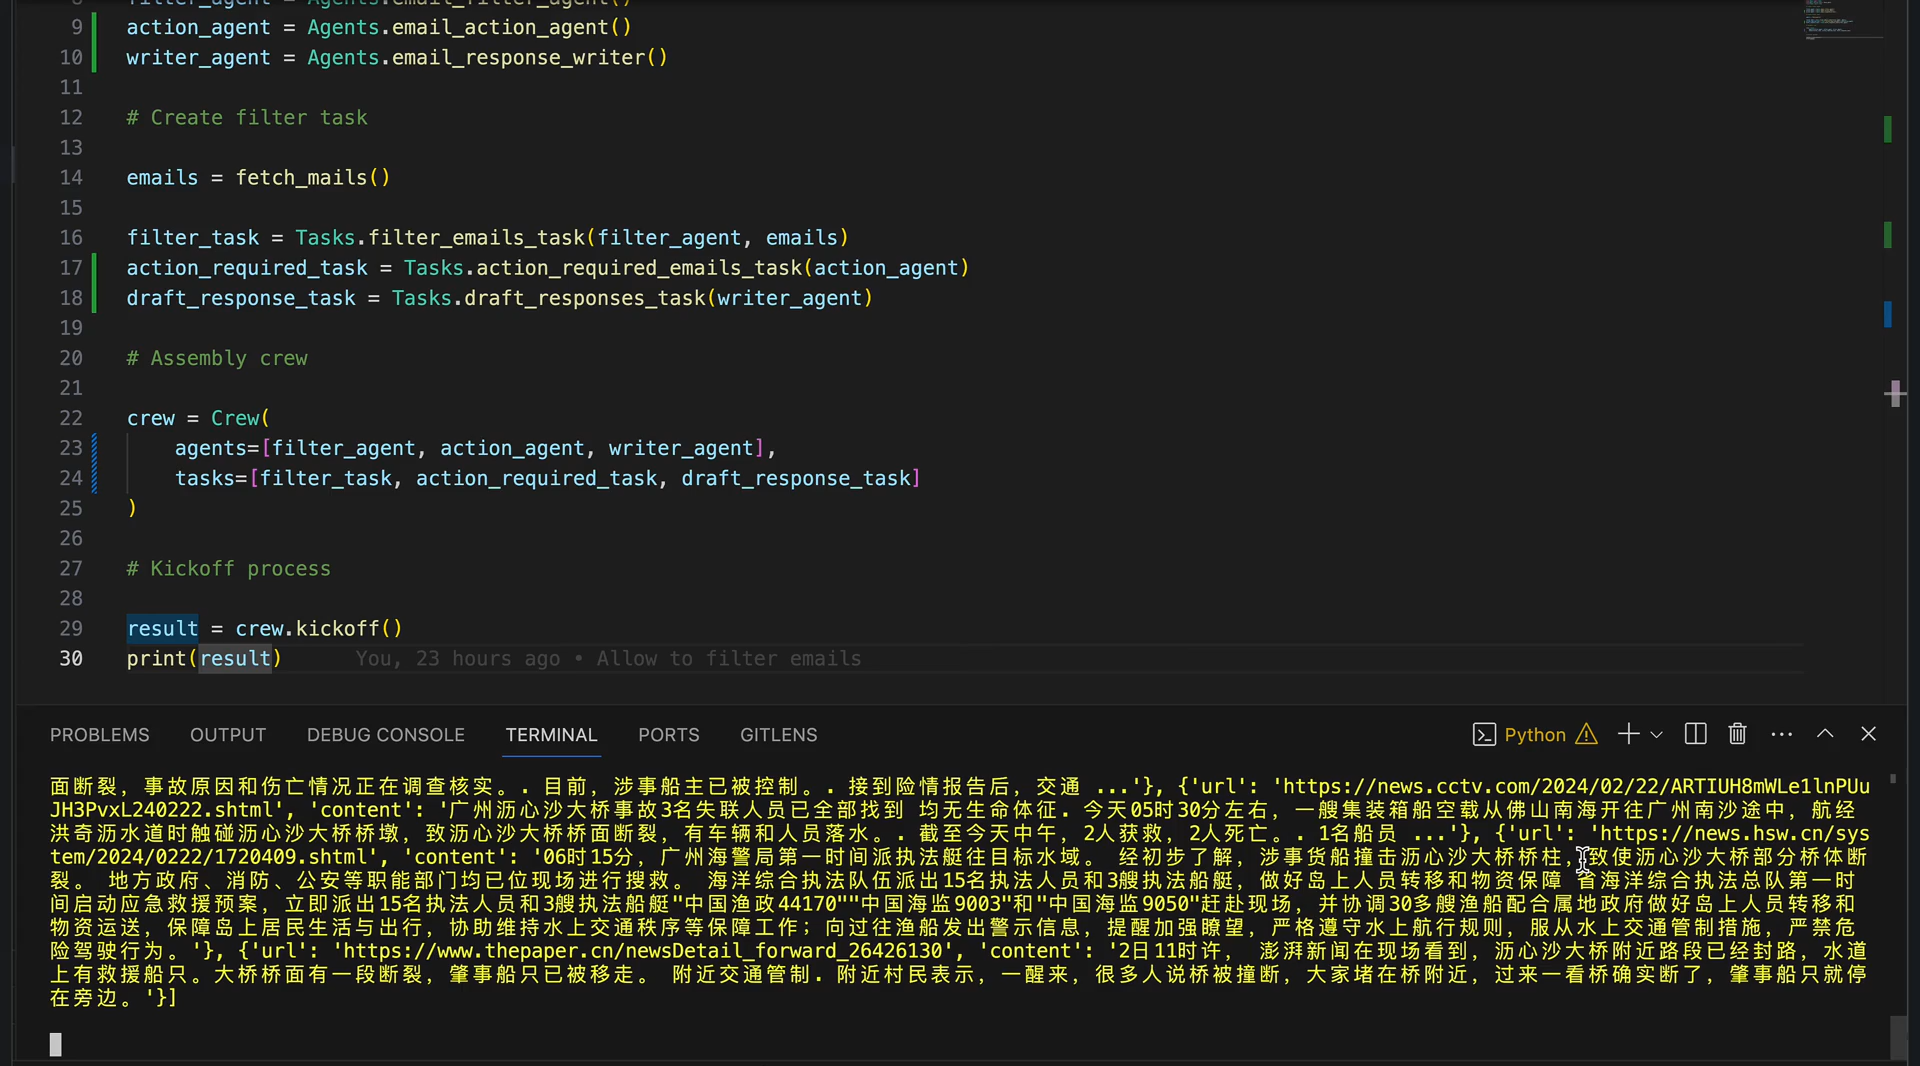 8 filter_agent = Agents.email_filter_agent()
9 action_agent = Agents.email_action_agent()
10 writer_agent = Agents.email_response_writer()
11
12 # Create filter task
13
14 emails = fetch_mails()
15
16 filter_task = Tasks.filter_emails_task(filter_agent, emails)
17 action_required_task = Tasks.action_required_emails_task(action_agent)
18 draft_response_task = Tasks.draft_responses_task(writer_agent)
19
20 # Assembly crew
21
22 crew = Crew(
23 agents=[filter_agent, action_agent, writer_agent],
24 tasks=[filter_task, action_required_task, draft_response_task]
25 )
26
27 # Kickoff process
28
29 result = crew.kickoff()
30 print(result) You, 23 hours ago • Allow to filter emails
PROBLEMS OUTPUT DEBUG CONSOLE TERMINAL PORTS GITLENS Python
面断裂，事故原因和伤亡情况正在调查核实。. 目前，涉事船主已被控制。. 接到险情报告后，交通 ...'}, {'url': 'https://news.cctv.com/2024/02/22/ARTIUH8mWLe1lnPUu
JH3PvxL240222.shtml', 'content': '广州沥心沙大桥事故3名失联人员已全部找到 均无生命体征. 今天05时30分左右，一艘集装箱船空载从佛山南海开往广州南沙途中，航经
洪奇沥水道时触碰沥心沙大桥桥墩，致沥心沙大桥桥面断裂，有车辆和人员落水。. 截至今天中午，2人获救，2人死亡。. 1名船员 ...'}, {'url': 'https://news.hsw.cn/sys
tem/2024/0222/1720409.shtml', 'content': '06时15分，广州海警局第一时间派执法艇往目标水域。 经初步了解，涉事货船撞击沥心沙大桥桥柱，致使沥心沙大桥部分桥体断
裂。 地方政府、消防、公安等职能部门均已位现场进行搜救。 海洋综合执法队伍派出15名执法人员和3艘执法船艇，做好岛上人员转移和物资保障 省海洋综合执法总队第一时
间启动应急救援预案，立即派出15名执法人员和3艘执法船艇"中国渔政44170""中国海监9003"和"中国海监9050"赶赴现场，并协调30多艘渔船配合属地政府做好岛上人员转移和
物资运送，保障岛上居民生活与出行，协助维持水上交通秩序等保障工作；向过往渔船发出警示信息，提醒加强瞭望，严格遵守水上航行规则，服从水上交通管制措施，严禁危
险驾驶行为。'}, {'url': 'https://www.thepaper.cn/newsDetail_forward_26426130', 'content': '2日11时许， 澎湃新闻在现场看到，沥心沙大桥附近路段已经封路，水道
上有救援船只。大桥桥面有一段断裂，肇事船只已被移走。 附近交通管制. 附近村民表示，一醒来，很多人说桥被撞断，大家堵在桥附近，过来一看桥确实断了，肇事船只就停
在旁边。'}]